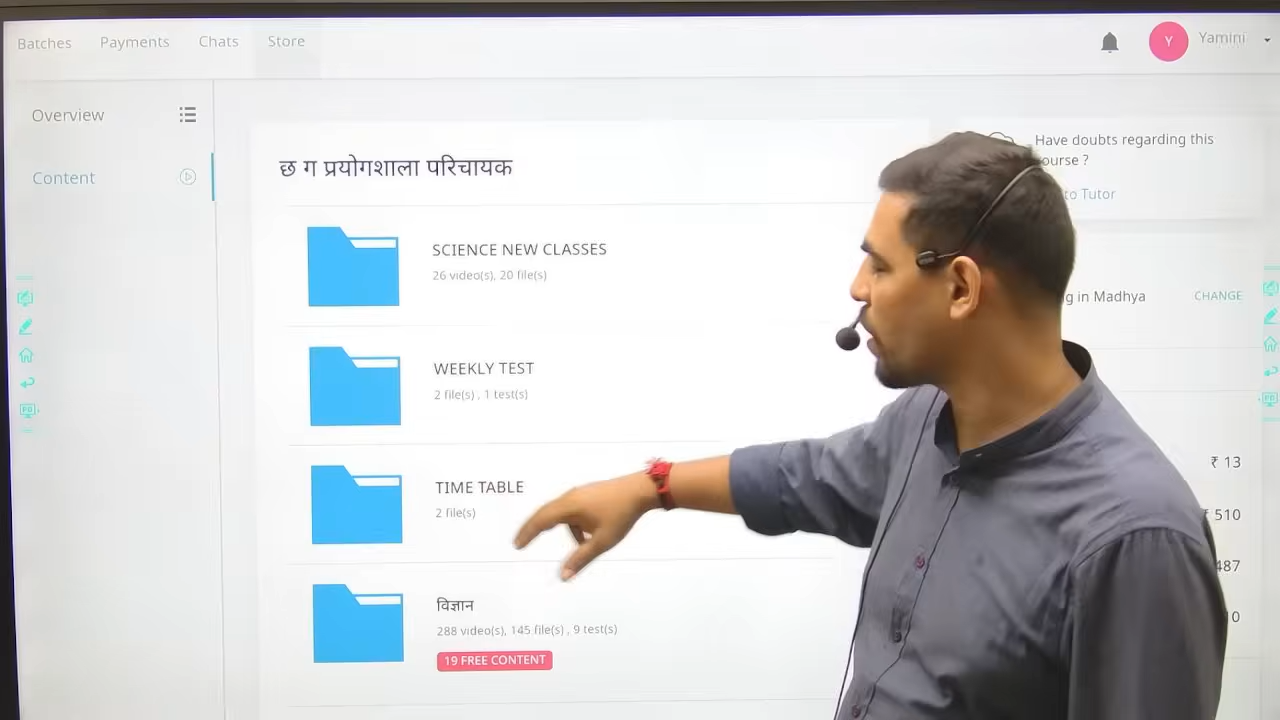 Batches Payments Chats Store
Y Yamini
Overview
Content
छ ग प्रयोगशाला परिचायक
SCIENCE NEW CLASSES
26 video(s), 20 file(s)
WEEKLY TEST
2 file(s) , 1 test(s)
TIME TABLE
2 file(s)
विज्ञान
288 video(s), 145 file(s) , 9 test(s)
19 FREE CONTENT
Have doubts regarding this
ourse ?
to Tutor
g in Madhya CHANGE
₹ 13
₹ 510
487
0